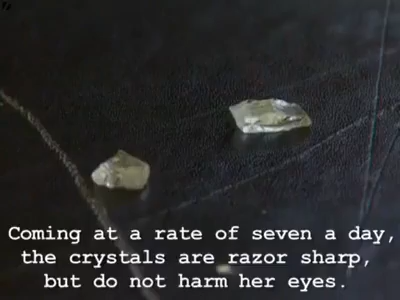 Coming at a rate of seven a day,
the crystals are razor sharp,
but do not harm her eyes.